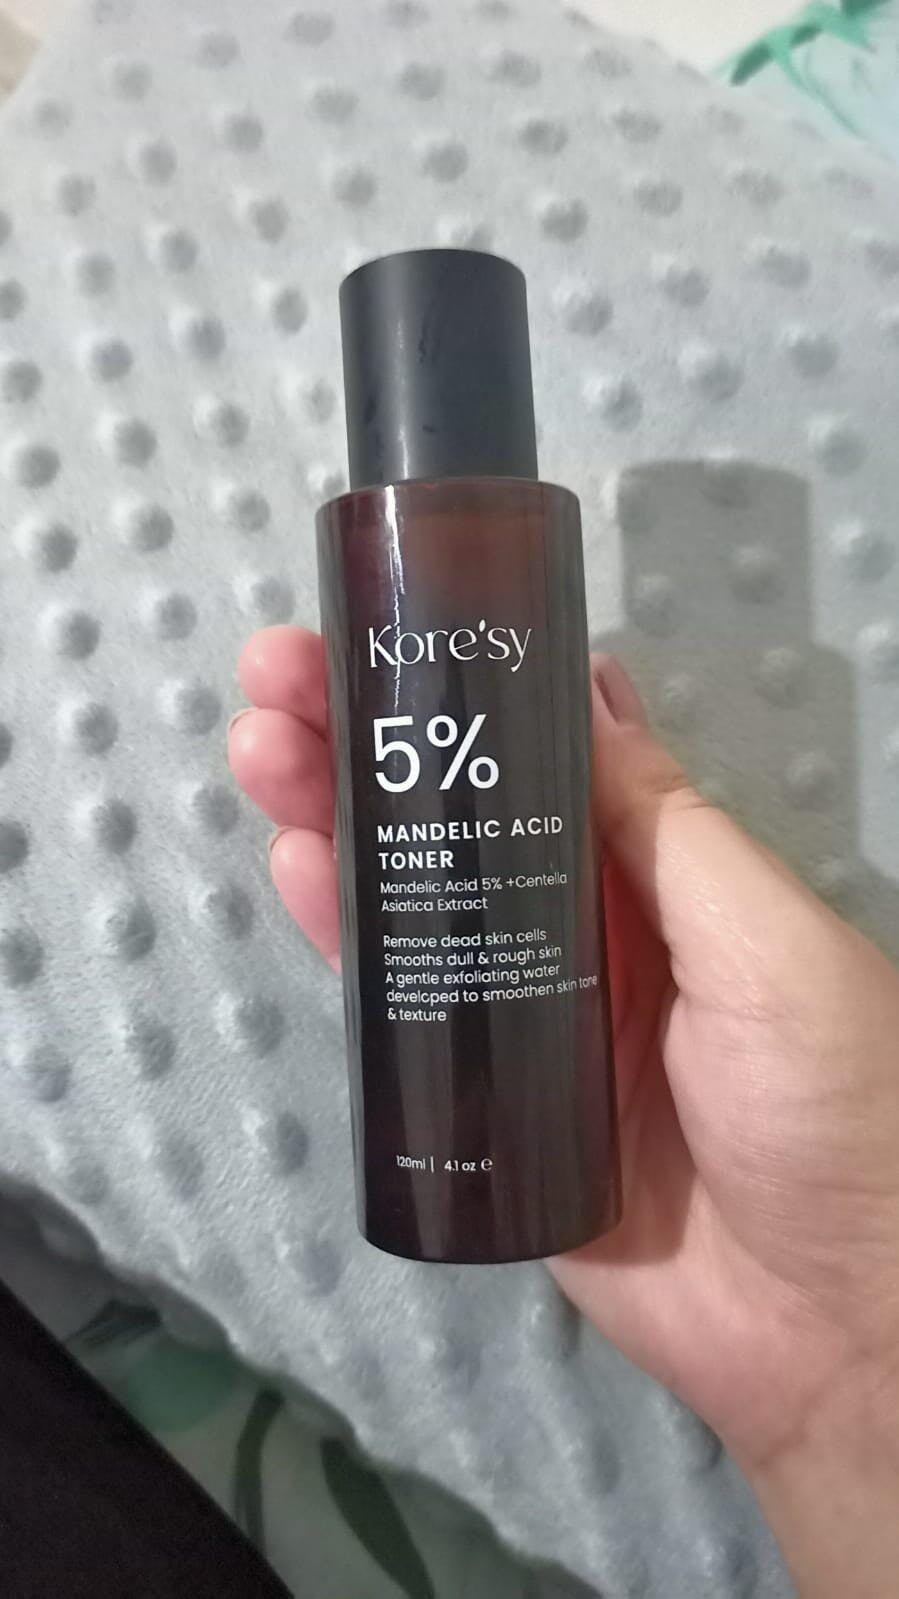 Kore'sy
5%
MANDELIC ACID
TONER
Mandelic Acid 5% +Centella
Asiatica Extract
Remove dead skin cells
Smooths dull & rough skin
A gentle exfoliating water
developed to smoothen skin tone
& texture
120ml | 4.1 oz ℮